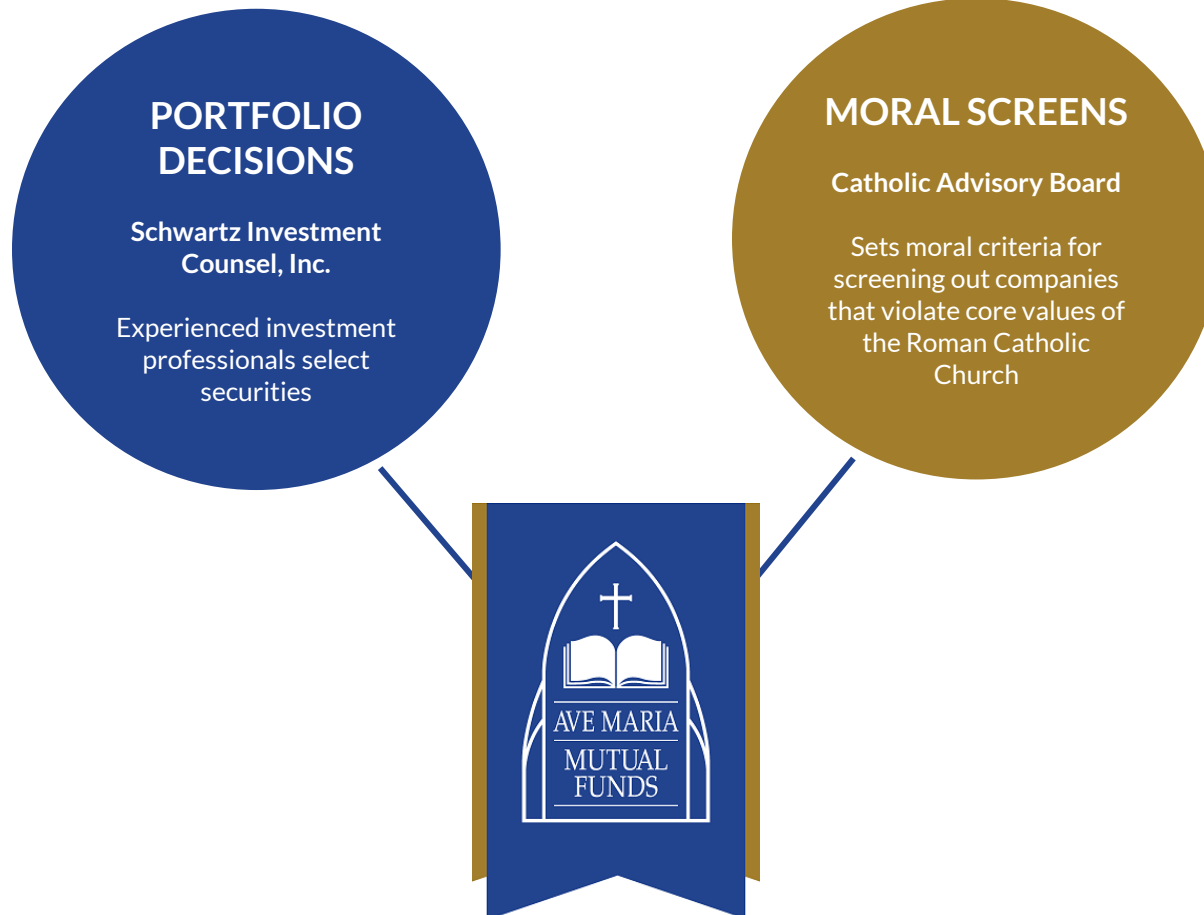 PORTFOLIO
DECISIONS
Schwartz Investment
Counsel, Inc.
Experienced investment
professionals select
securities
MORAL SCREENS
Catholic Advisory Board
Sets moral criteria for
screening out companies
that violate core values of
the Roman Catholic
Church
AVE MARIA
MUTUAL
FUNDS